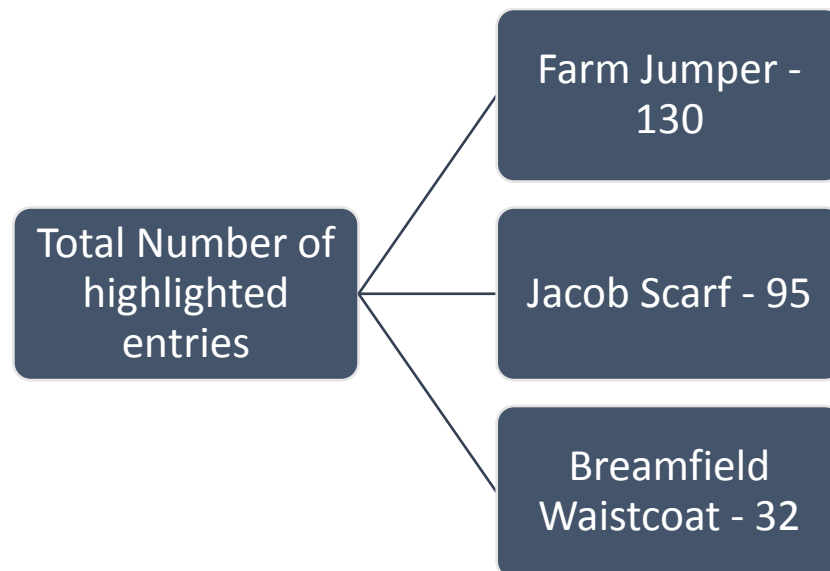 Total Number of
highlighted
entries
Farm Jumper -
130
Jacob Scarf - 95
Breamfield
Waistcoat - 32